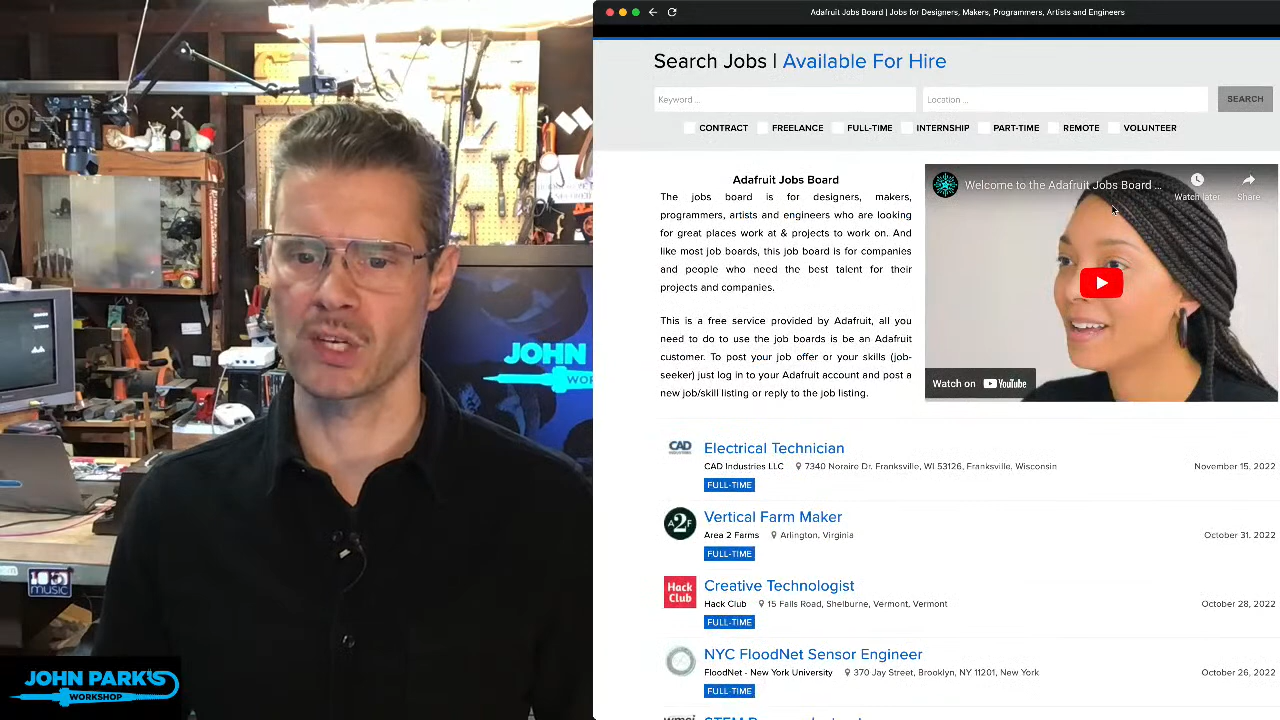 Adafruit Jobs Board | Jobs for Designers, Makers, Programmers, Artists and Engineers
Search Jobs | Available For Hire
Keyword ...
Location ...
SEARCH
CONTRACT FREELANCE FULL-TIME INTERNSHIP PART-TIME REMOTE VOLUNTEER
Adafruit Jobs Board
The jobs board is for designers, makers,
programmers, artists and engineers who are looking
for great places work at & projects to work on. And
like most job boards, this job board is for companies
and people who need the best talent for their
projects and companies.
This is a free service provided by Adafruit, all you
need to do to use the job boards is be an Adafruit
customer. To post your job offer or your skills (job-
seeker) just log in to your Adafruit account and post a
new job/skill listing or reply to the job listing.
Welcome to the Adafruit Jobs Board ...
Watch later
Share
Watch on YouTube
Electrical Technician
CAD Industries LLC 7340 Noraire Dr. Franksville, WI 53126, Franksville, Wisconsin
November 15, 2022
FULL-TIME
CAD
A2F
Vertical Farm Maker
Area 2 Farms Arlington, Virginia
October 31, 2022
FULL-TIME
Hack
Club
Creative Technologist
Hack Club 15 Falls Road, Shelburne, Vermont, Vermont
October 28, 2022
FULL-TIME
NYC FloodNet Sensor Engineer
FloodNet - New York University 370 Jay Street, Brooklyn, NY 11201, New York
October 26, 2022
FULL-TIME
JOHN
WO
music
JOHN PARK'S
WORKSHOP